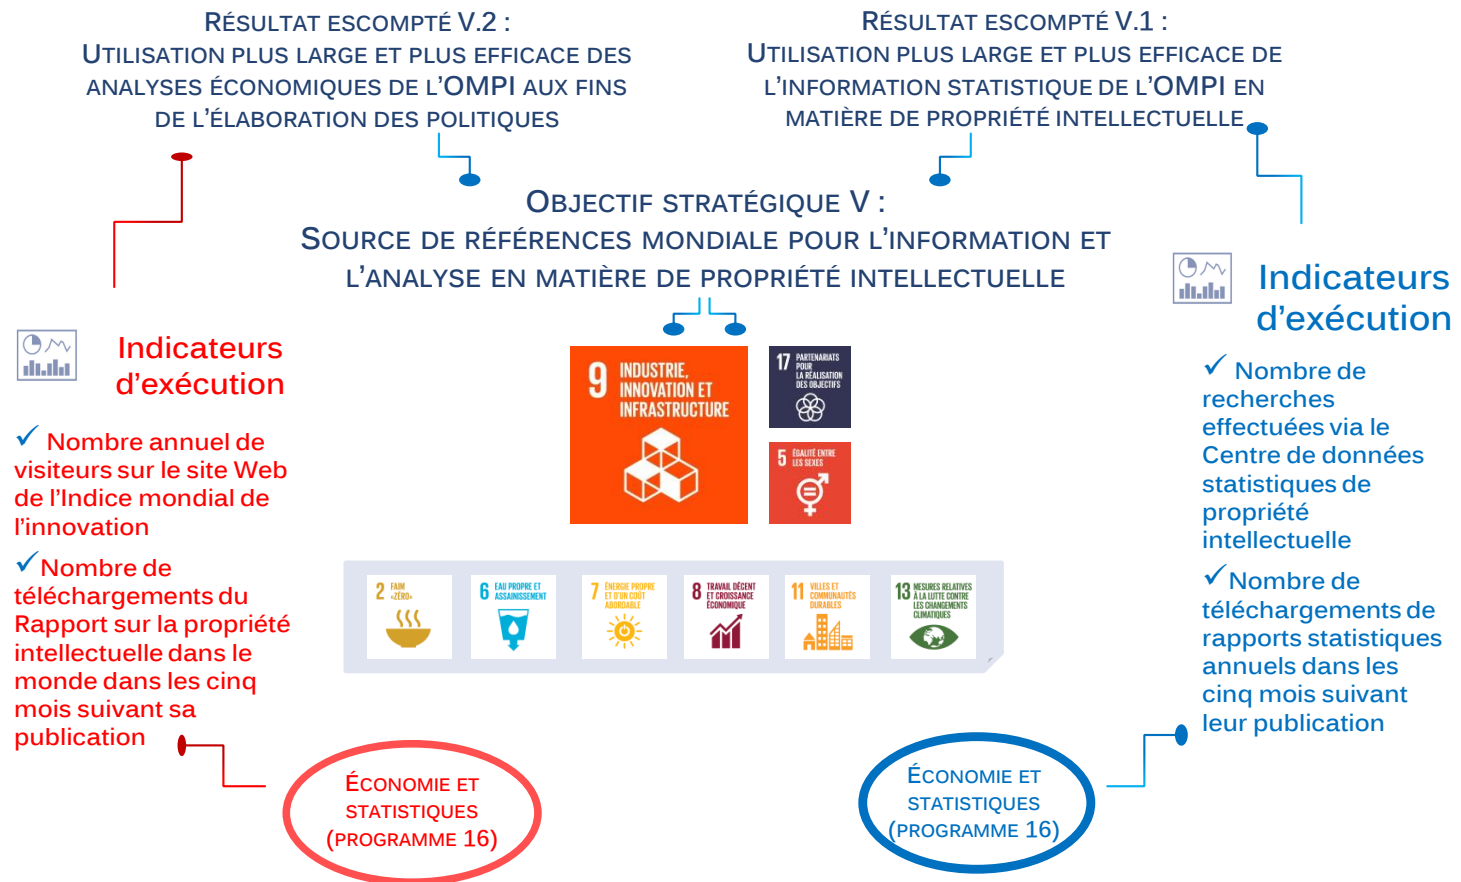 RÉSULTAT ESCOMPTÉ V.2 :
UTILISATION PLUS LARGE ET PLUS EFFICACE DES
ANALYSES ÉCONOMIQUES DE L'OMPI AUX FINS
DE L'ÉLABORATION DES POLITIQUES
RÉSULTAT ESCOMPTÉ V.1 :
UTILISATION PLUS LARGE ET PLUS EFFICACE DE
L'INFORMATION STATISTIQUE DE L'OMPI EN
MATIÈRE DE PROPRIÉTÉ INTELLECTUELLE
OBJECTIF STRATÉGIQUE V :
SOURCE DE RÉFÉRENCES MONDIALE POUR L'INFORMATION ET
L'ANALYSE EN MATIÈRE DE PROPRIÉTÉ INTELLECTUELLE
Indicateurs
d'exécution
✓ Nombre annuel de
visiteurs sur le site Web
de l'Indice mondial de
l'innovation
✓ Nombre de
téléchargements du
Rapport sur la propriété
intellectuelle dans le
monde dans les cinq
mois suivant sa
publication
9 INDUSTRIE,
INNOVATION ET
INFRASTRUCTURE
17 PARTENARIATS
POUR
LA RÉALISATION
DES OBJECTIFS
5 ÉGALITÉ ENTRE
LES SEXES
2 FAIM
«ZÉRO»
6 EAU PROPRE ET
ASSAINISSEMENT
7 ÉNERGIE PROPRE
ET D'UN COÛT
ABORDABLE
8 TRAVAIL DÉCENT
ET CROISSANCE
ÉCONOMIQUE
11 VILLES ET
COMMUNAUTÉS
DURABLES
13 MESURES RELATIVES
À LA LUTTE CONTRE
LES CHANGEMENTS
CLIMATIQUES
Indicateurs
d'exécution
✓ Nombre de
recherches
effectuées via le
Centre de données
statistiques de
propriété
intellectuelle
✓ Nombre de
téléchargements de
rapports statistiques
annuels dans les
cinq mois suivant
leur publication
ÉCONOMIE ET
STATISTIQUES
(PROGRAMME 16)
ÉCONOMIE ET
STATISTIQUES
(PROGRAMME 16)